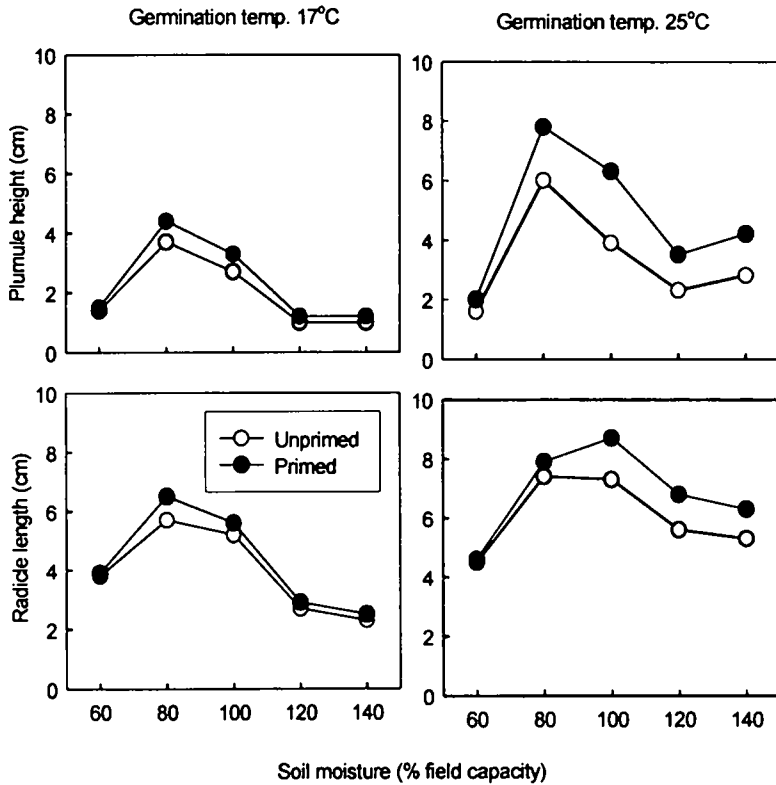 Germination temp. 17°C
Germination temp. 25°C
Plumule height (cm)
10
8
6
4
2
0
10
8
6
4
2
0
Radicle length (cm)
10
8
6
4
2
0
Unprimed
Primed
10
8
6
4
2
0
60 80 100 120 140
60 80 100 120 140
Soil moisture (% field capacity)